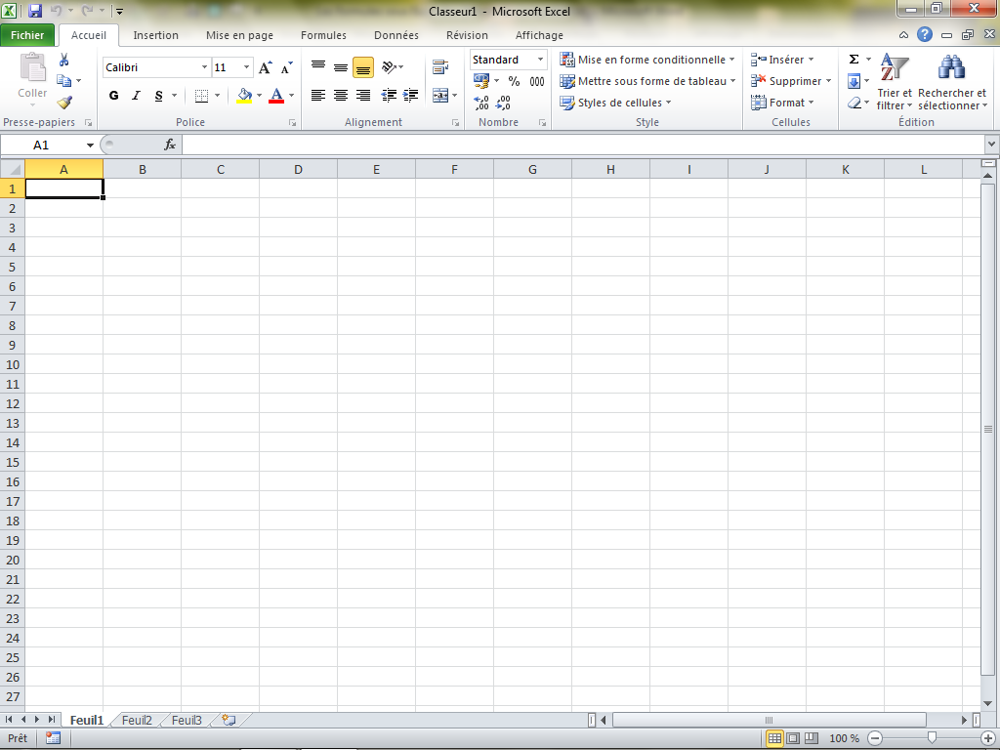 Classeur1 - Microsoft Excel
Fichier Accueil Insertion Mise en page Formules Données Révision Affichage
Calibri 11 Standard Mise en forme conditionnelle Insérer Σ
Coller Mettre sous forme de tableau Supprimer Trier et Rechercher et
G I S % 000 Styles de cellules Format filtrer sélectionner
Presse-papiers Police Alignement Nombre Style Cellules Édition
A1 fx
A B C D E F G H I J K L
1
2
3
4
5
6
7
8
9
10
11
12
13
14
15
16
17
18
19
20
21
22
23
24
25
26
27
Feuil1 Feuil2 Feuil3
Prêt 100 %